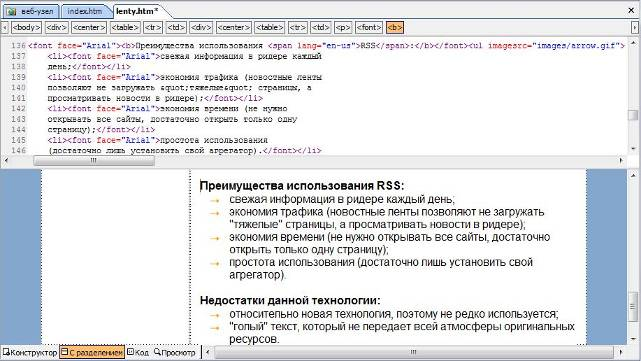 веб-узел index.htm lenty.htm*
<body> <div> <center> <table> <tr> <td> <div> <center> <table> <tr> <td> <p> <font> <b>
136 <font face="Arial"><b>Преимущества использования <span lang="en-us">RSS</span>:</b></font><ul imagesrc="images/arrow.gif">
137 <li><font face="Arial">свежая информация в ридере каждый
138 день;</font></li>
139 <li><font face="Arial">экономия трафика (новостные ленты
140 позволяют не загружать &quot;тяжелые&quot; страницы, а
141 просматривать новости в ридере);</font></li>
142 <li><font face="Arial">экономия времени (не нужно
143 открывать все сайты, достаточно открыть только одну
144 страницу);</font></li>
145 <li><font face="Arial">простота использования
146 (достаточно лишь установить свой агрегатор).</font></li>
Преимущества использования RSS:
→ свежая информация в ридере каждый день;
→ экономия трафика (новостные ленты позволяют не загружать
"тяжелые" страницы, а просматривать новости в ридере);
→ экономия времени (не нужно открывать все сайты, достаточно
открыть только одну страницу);
→ простота использования (достаточно лишь установить свой
агрегатор).
Недостатки данной технологии:
→ относительно новая технология, поэтому не редко используется;
→ "голый" текст, который не передает всей атмосферы оригинальных
ресурсов.
Конструктор С разделением Код Просмотр